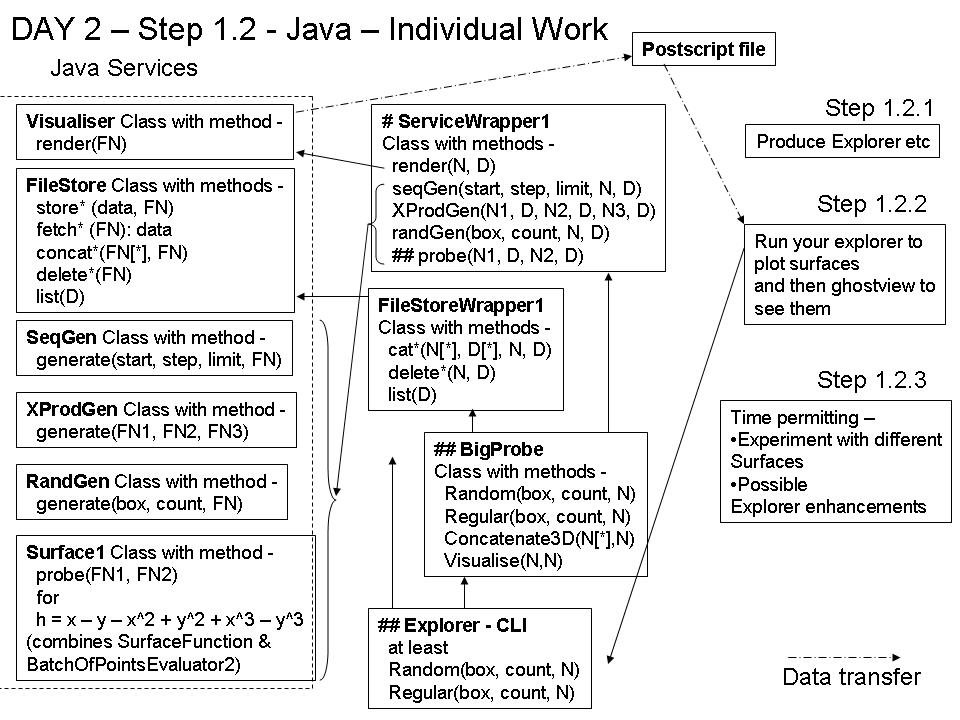 DAY 2 – Step 1.2 - Java – Individual Work
Java Services
Postscript file
Visualiser Class with method -
render(FN)
FileStore Class with methods -
store* (data, FN)
fetch* (FN): data
concat*(FN[*], FN)
delete*(FN)
list(D)
SeqGen Class with method -
generate(start, step, limit, FN)
XProdGen Class with method -
generate(FN1, FN2, FN3)
RandGen Class with method -
generate(box, count, FN)
Surface1 Class with method -
probe(FN1, FN2)
for
h = x – y – x^2 + y^2 + x^3 – y^3
(combines SurfaceFunction &
BatchOfPointsEvaluator2)
# ServiceWrapper1
Class with methods -
render(N, D)
seqGen(start, step, limit, N, D)
XProdGen(N1, D, N2, D, N3, D)
randGen(box, count, N, D)
## probe(N1, D, N2, D)
FileStoreWrapper1
Class with methods -
cat*(N[*], D[*], N, D)
delete*(N, D)
list(D)
## BigProbe
Class with methods -
Random(box, count, N)
Regular(box, count, N)
Concatenate3D(N[*],N)
Visualise(N,N)
## Explorer - CLI
at least
Random(box, count, N)
Regular(box, count, N)
Step 1.2.1
Produce Explorer etc
Step 1.2.2
Run your explorer to
plot surfaces
and then ghostview to
see them
Step 1.2.3
Time permitting –
•Experiment with different
Surfaces
•Possible
Explorer enhancements
Data transfer